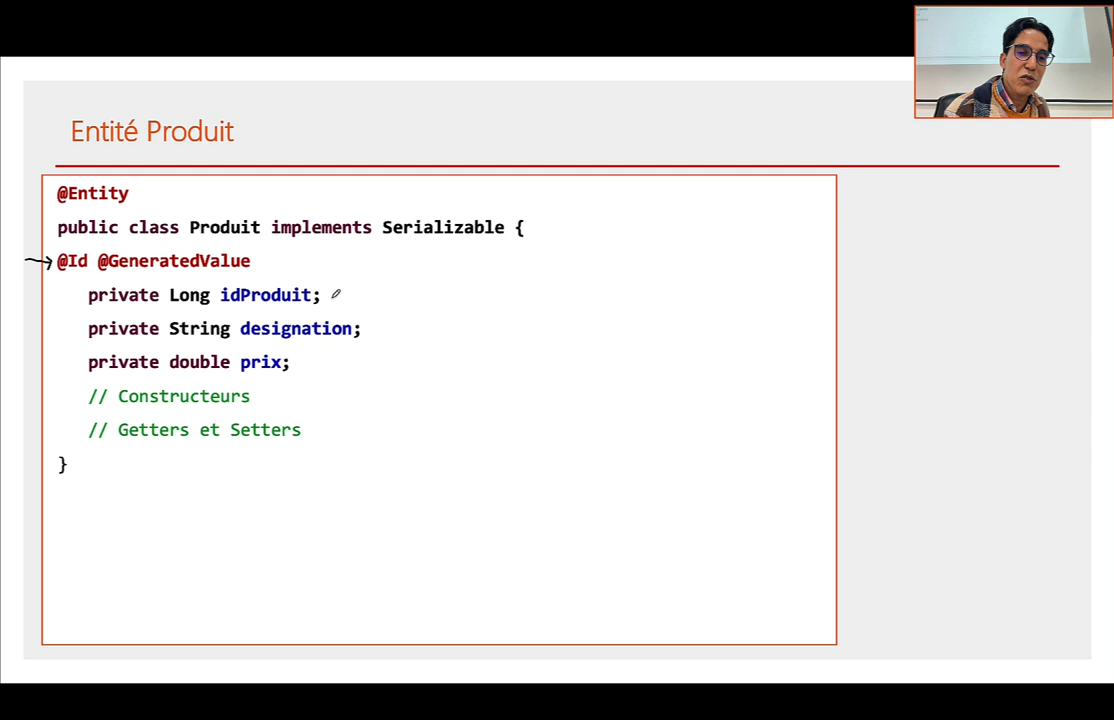 Entité Produit
@Entity
public class Produit implements Serializable {
@Id @GeneratedValue
private Long idProduit;
private String designation;
private double prix;
// Constructeurs
// Getters et Setters
}